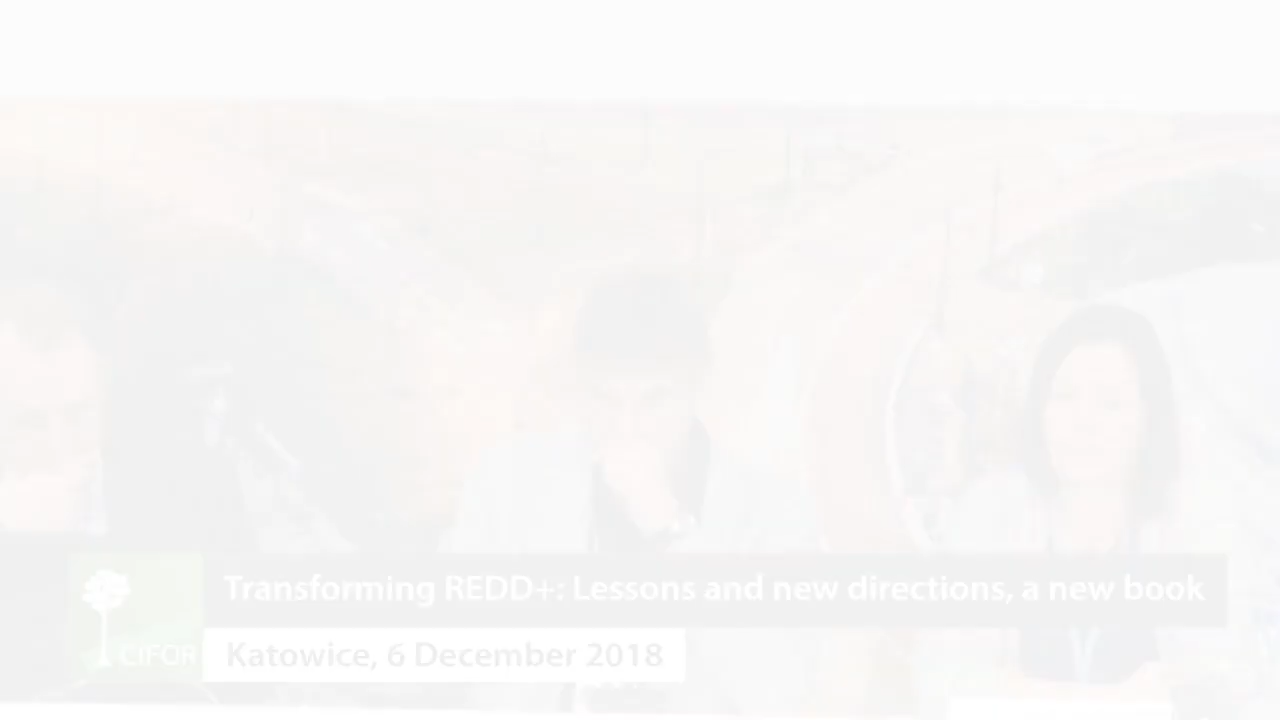 Transforming REDD+: Lessons and new directions, a new book
CIFOR
Katowice, 6 December 2018